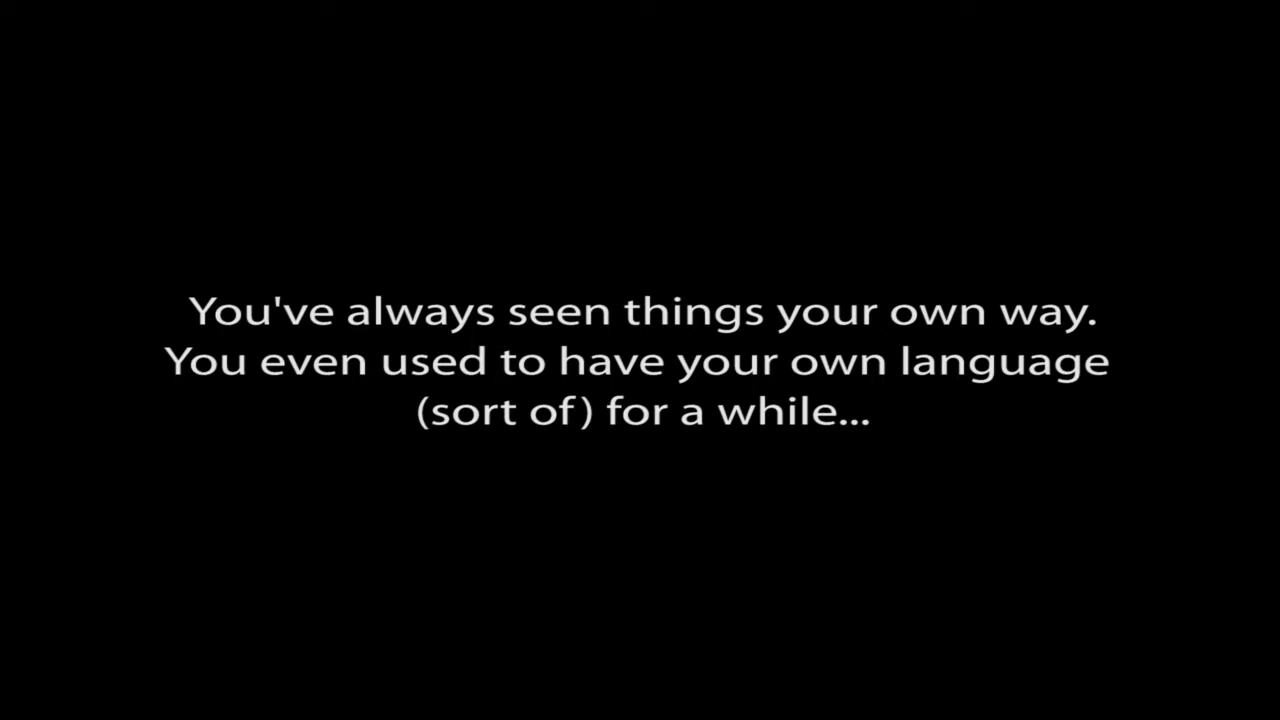 You've always seen things your own way.
You even used to have your own language
(sort of) for a while...